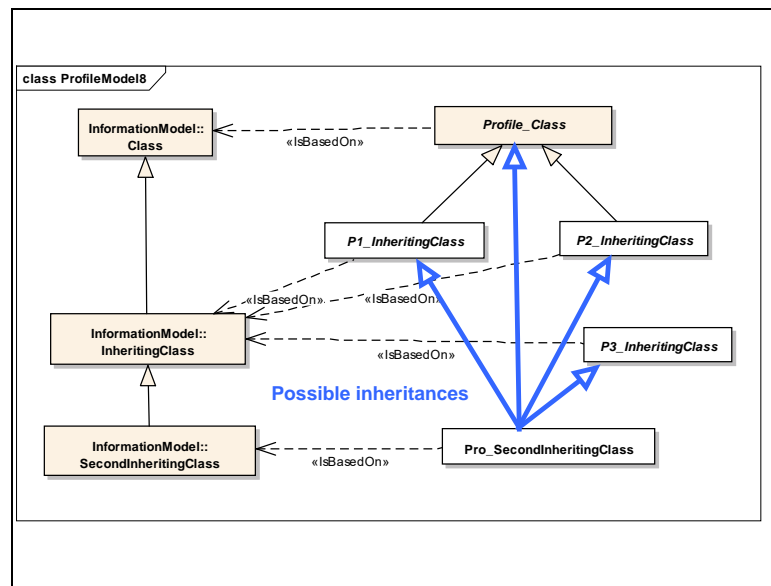 class ProfileModel8
InformationModel::
Class
«IsBasedOn»
Profile_Class
P1_InheritingClass
P2_InheritingClass
«IsBasedOn»
«IsBasedOn»
InformationModel::
InheritingClass
«IsBasedOn»
P3_InheritingClass
Possible inheritances
InformationModel::
SecondInheritingClass
«IsBasedOn»
Pro_SecondInheritingClass